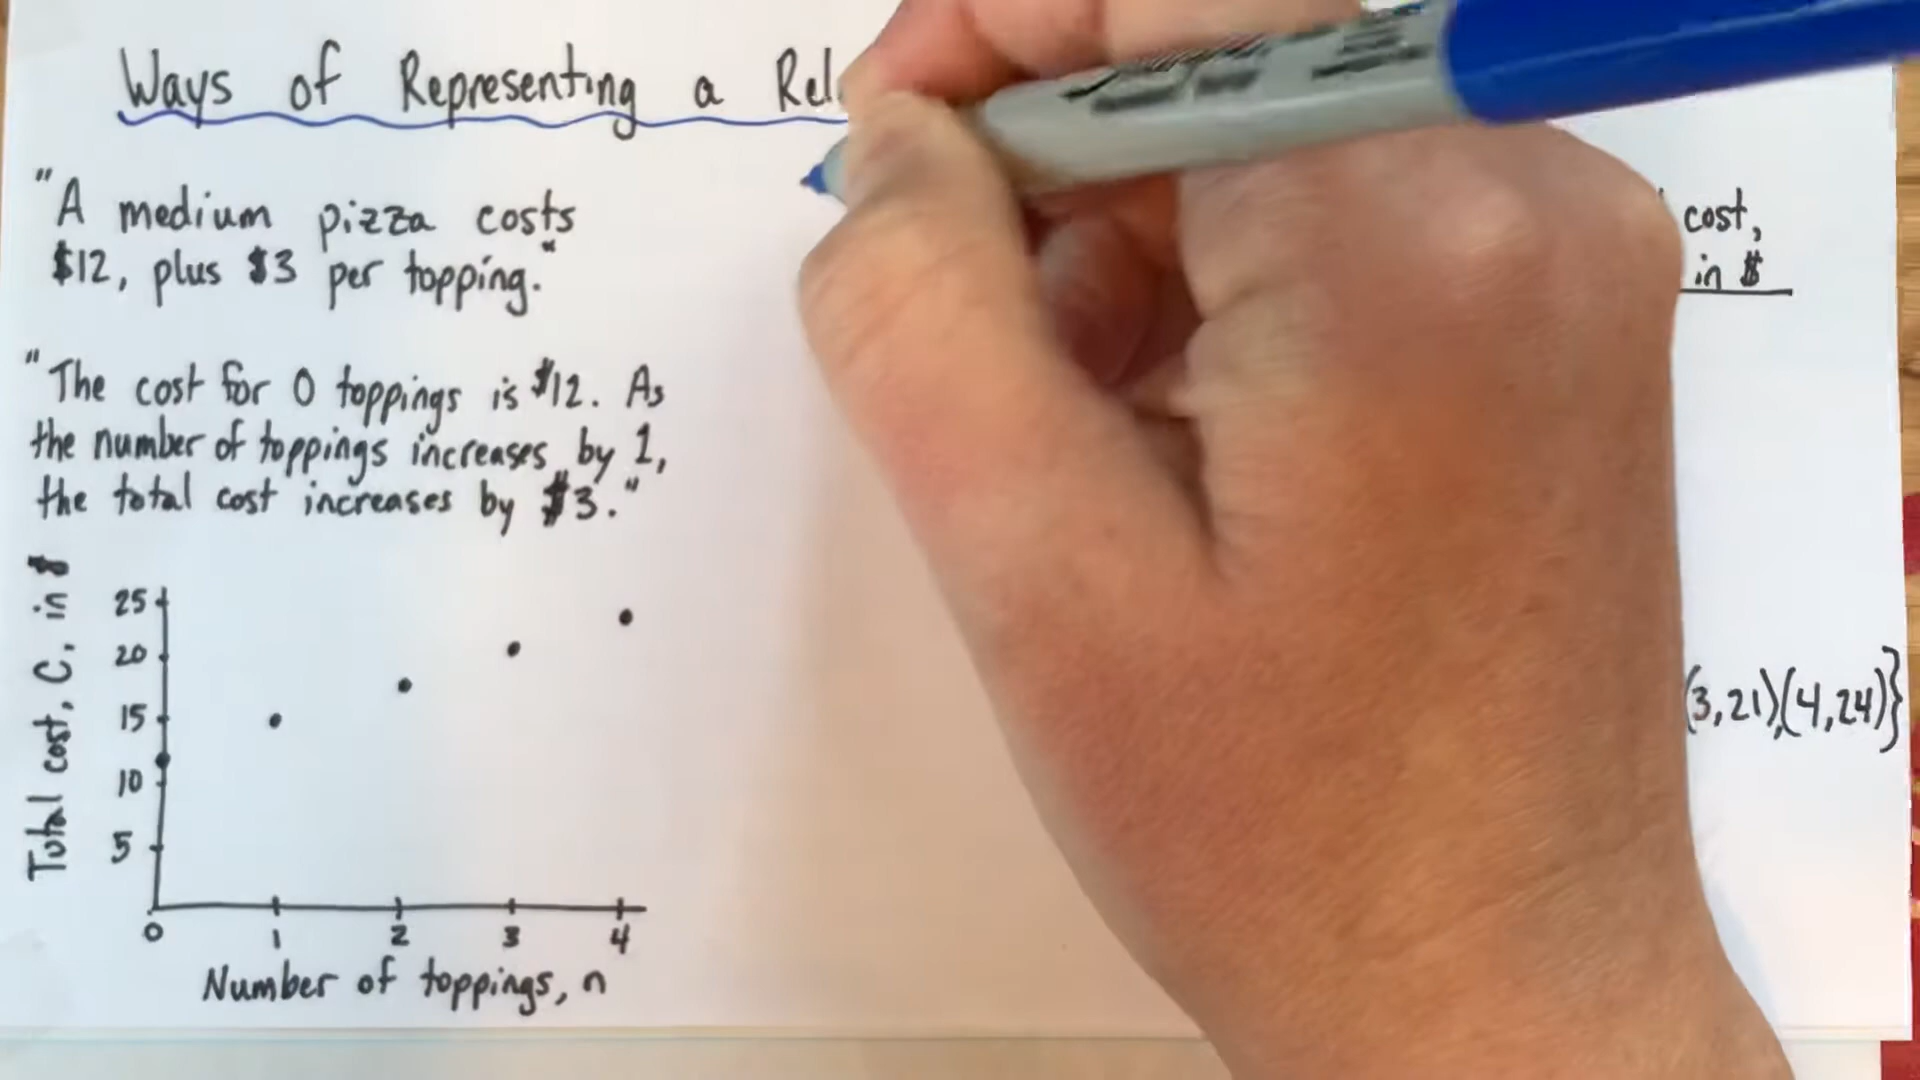 Ways of Representing a Rel
"A medium pizza costs
$12, plus $3 per topping."
"The cost for 0 toppings is $12. As
the number of toppings increases by 1,
the total cost increases by $3."
Total cost, C, in $
25
20
15
10
5
0 1 2 3 4
Number of toppings, n
cost,
in $
(3,21),(4,24)}